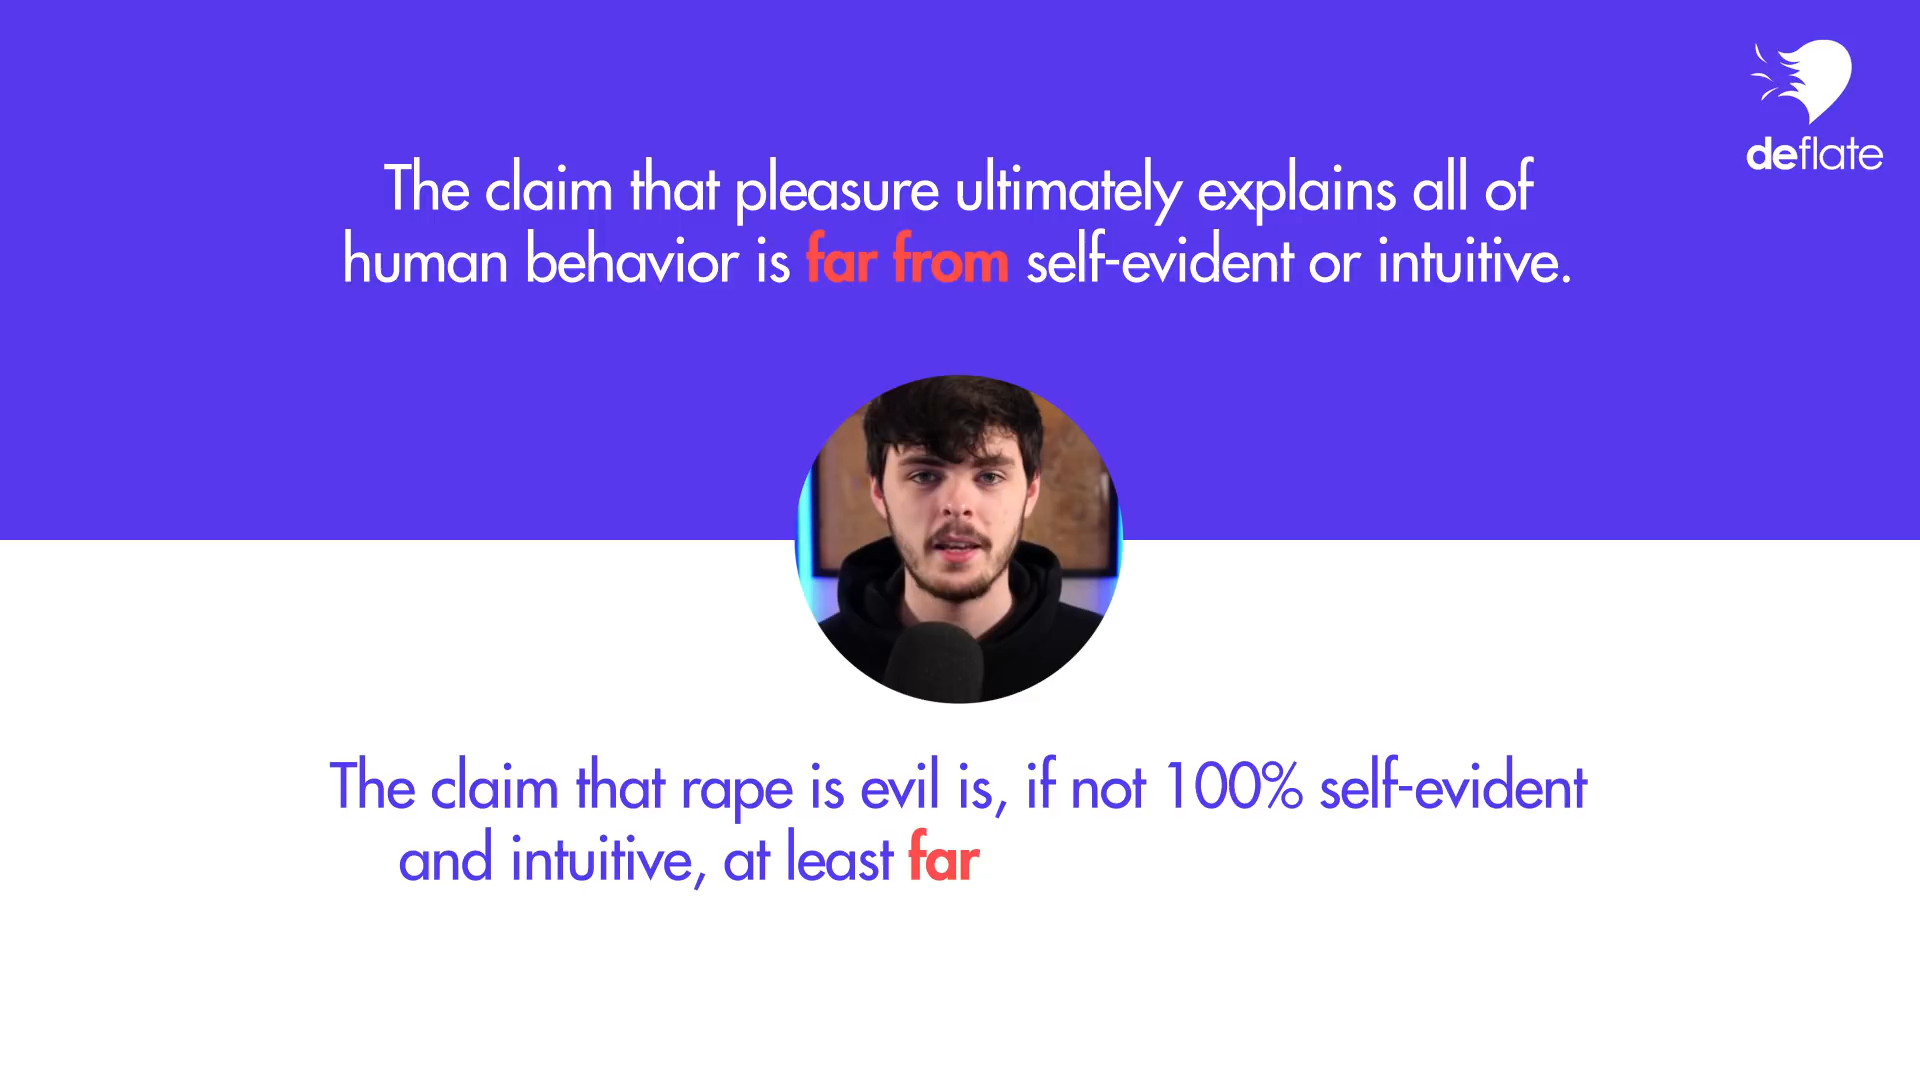 deflate
The claim that pleasure ultimately explains all of
human behavior is far from self-evident or intuitive.
The claim that rape is evil is, if not 100% self-evident
and intuitive, at least far